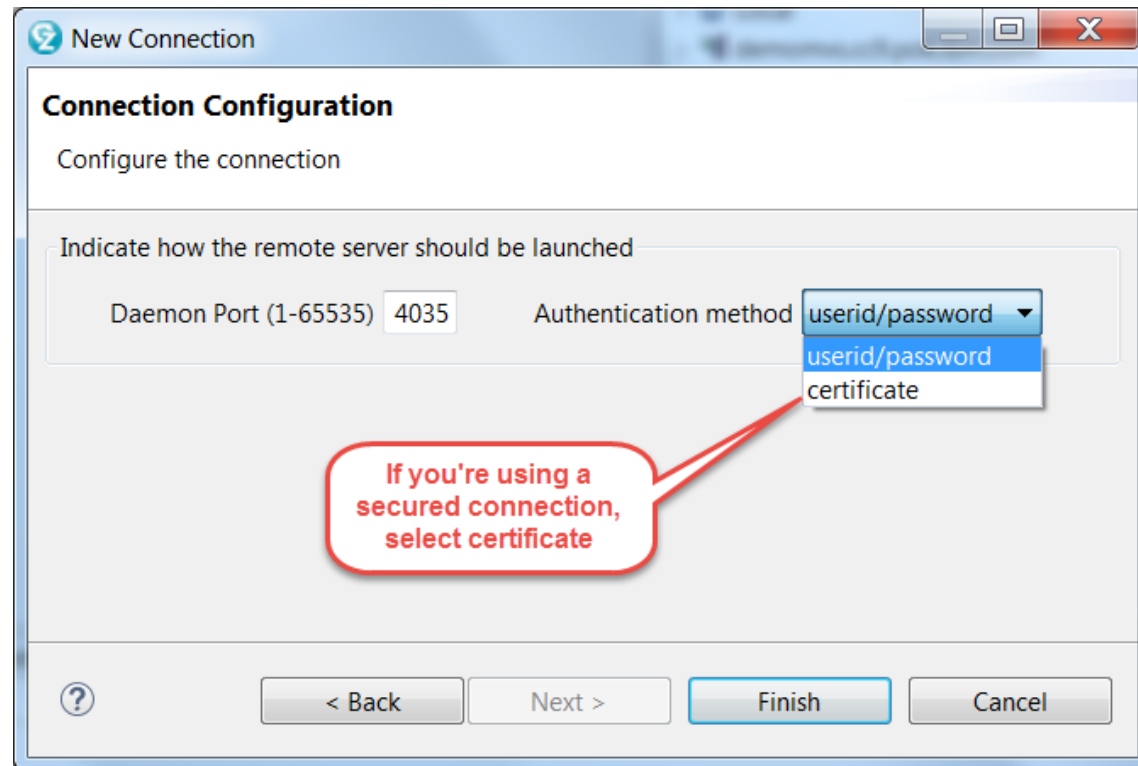 New Connection
Connection Configuration
Configure the connection
Indicate how the remote server should be launched
Daemon Port (1-65535) 4035 Authentication method userid/password
userid/password
certificate
If you're using a
secured connection,
select certificate
? < Back Next > Finish Cancel